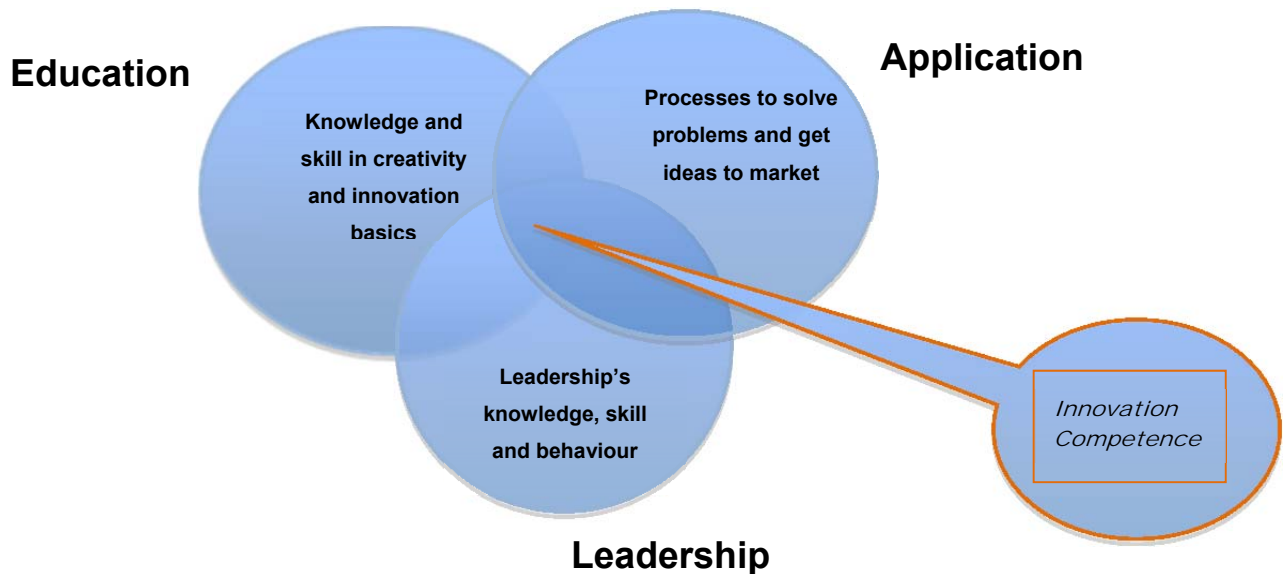 Education
Application
Knowledge and
skill in creativity
and innovation
basics
Processes to solve
problems and get
ideas to market
Leadership’s
knowledge, skill
and behaviour
Innovation
Competence
Leadership